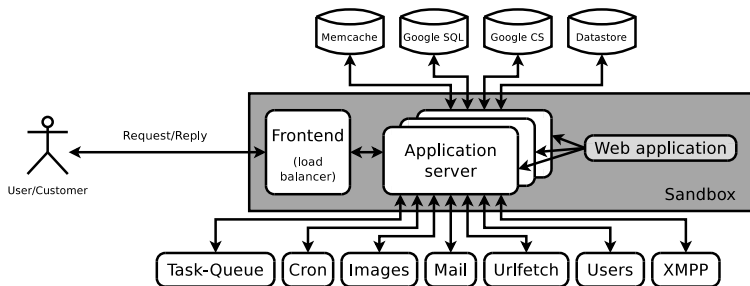 Memcache
Google SQL
Google CS
Datastore
Request/Reply
User/Customer
Frontend
(load
balancer)
Application
server
Web application
Sandbox
Task-Queue
Cron
Images
Mail
Urlfetch
Users
XMPP